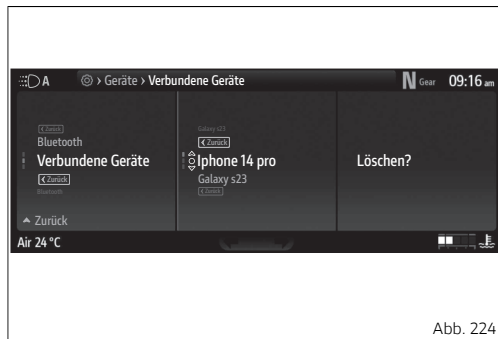 A
Geräte › Verbundene Geräte
N Gear
09:16 am
Zurück
Bluetooth
Verbundene Geräte
Zurück
Bluetooth
Zurück
Galaxy s23
Zurück
Iphone 14 pro
Galaxy s23
Zurück
Löschen?
Air 24 °C
Abb. 224